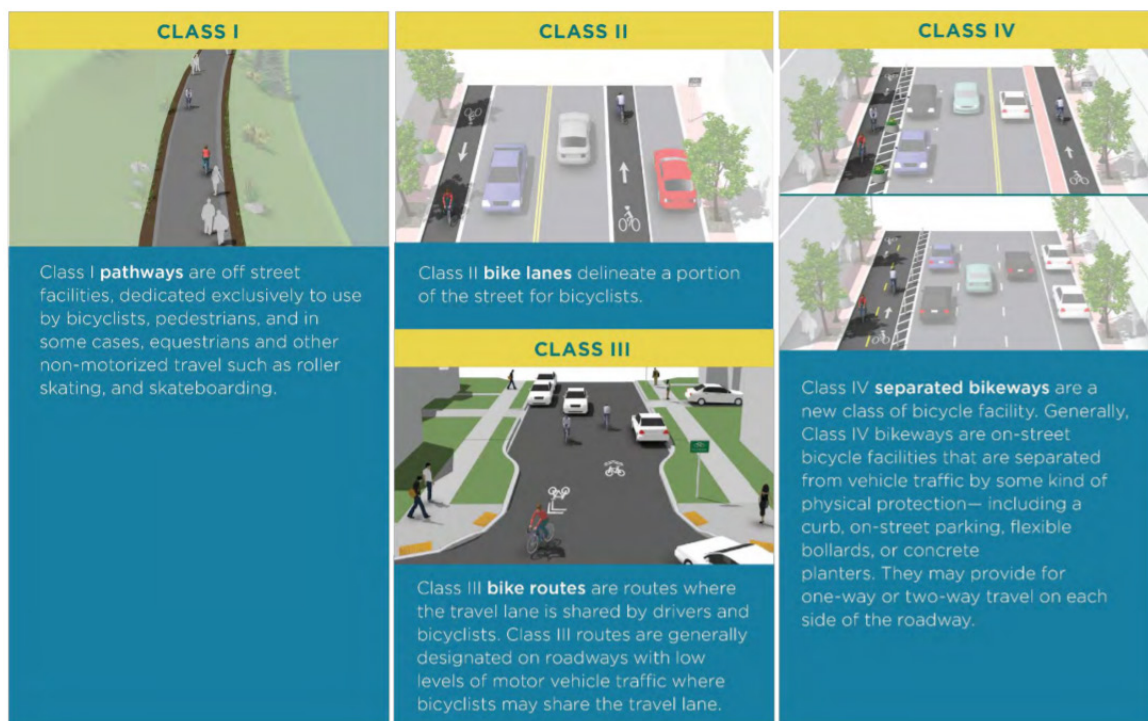 CLASS I
Class I pathways are off street
facilities, dedicated exclusively to use
by bicyclists, pedestrians, and in
some cases, equestrians and other
non-motorized travel such as roller
skating, and skateboarding.
CLASS II
Class II bike lanes delineate a portion
of the street for bicyclists.
CLASS III
Class III bike routes are routes where
the travel lane is shared by drivers and
bicyclists. Class III routes are generally
designated on roadways with low
levels of motor vehicle traffic where
bicyclists may share the travel lane.
CLASS IV
Class IV separated bikeways are a
new class of bicycle facility. Generally,
Class IV bikeways are on-street
bicycle facilities that are separated
from vehicle traffic by some kind of
physical protection— including a
curb, on-street parking, flexible
bollards, or concrete
planters. They may provide for
one-way or two-way travel on each
side of the roadway.